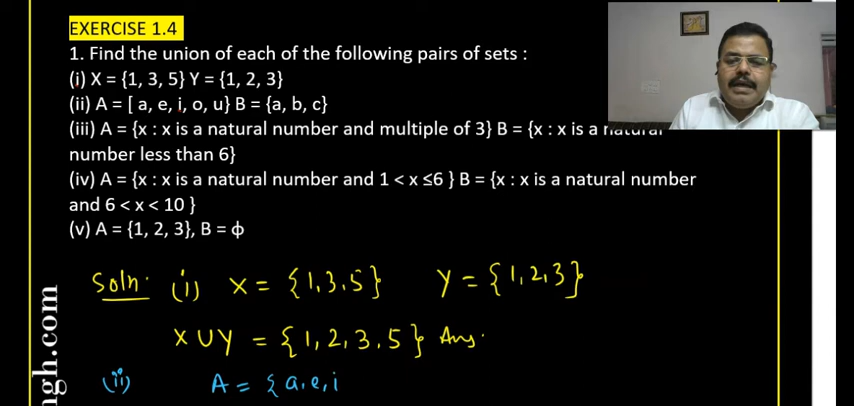 EXERCISE 1.4
1. Find the union of each of the following pairs of sets :
(i) X = {1, 3, 5} Y = {1, 2, 3}
(ii) A = [ a, e, i, o, u} B = {a, b, c}
(iii) A = {x : x is a natural number and multiple of 3} B = {x : x is a natural
number less than 6}
(iv) A = {x : x is a natural number and 1 < x ≤6 } B = {x : x is a natural number
and 6 < x < 10 }
(v) A = {1, 2, 3}, B = ϕ
Soln. (i) X = {1,3,5} Y = {1,2,3}
X ∪ Y = {1, 2, 3, 5} Ans.
(ii) A = {a, e, i
ngh.com